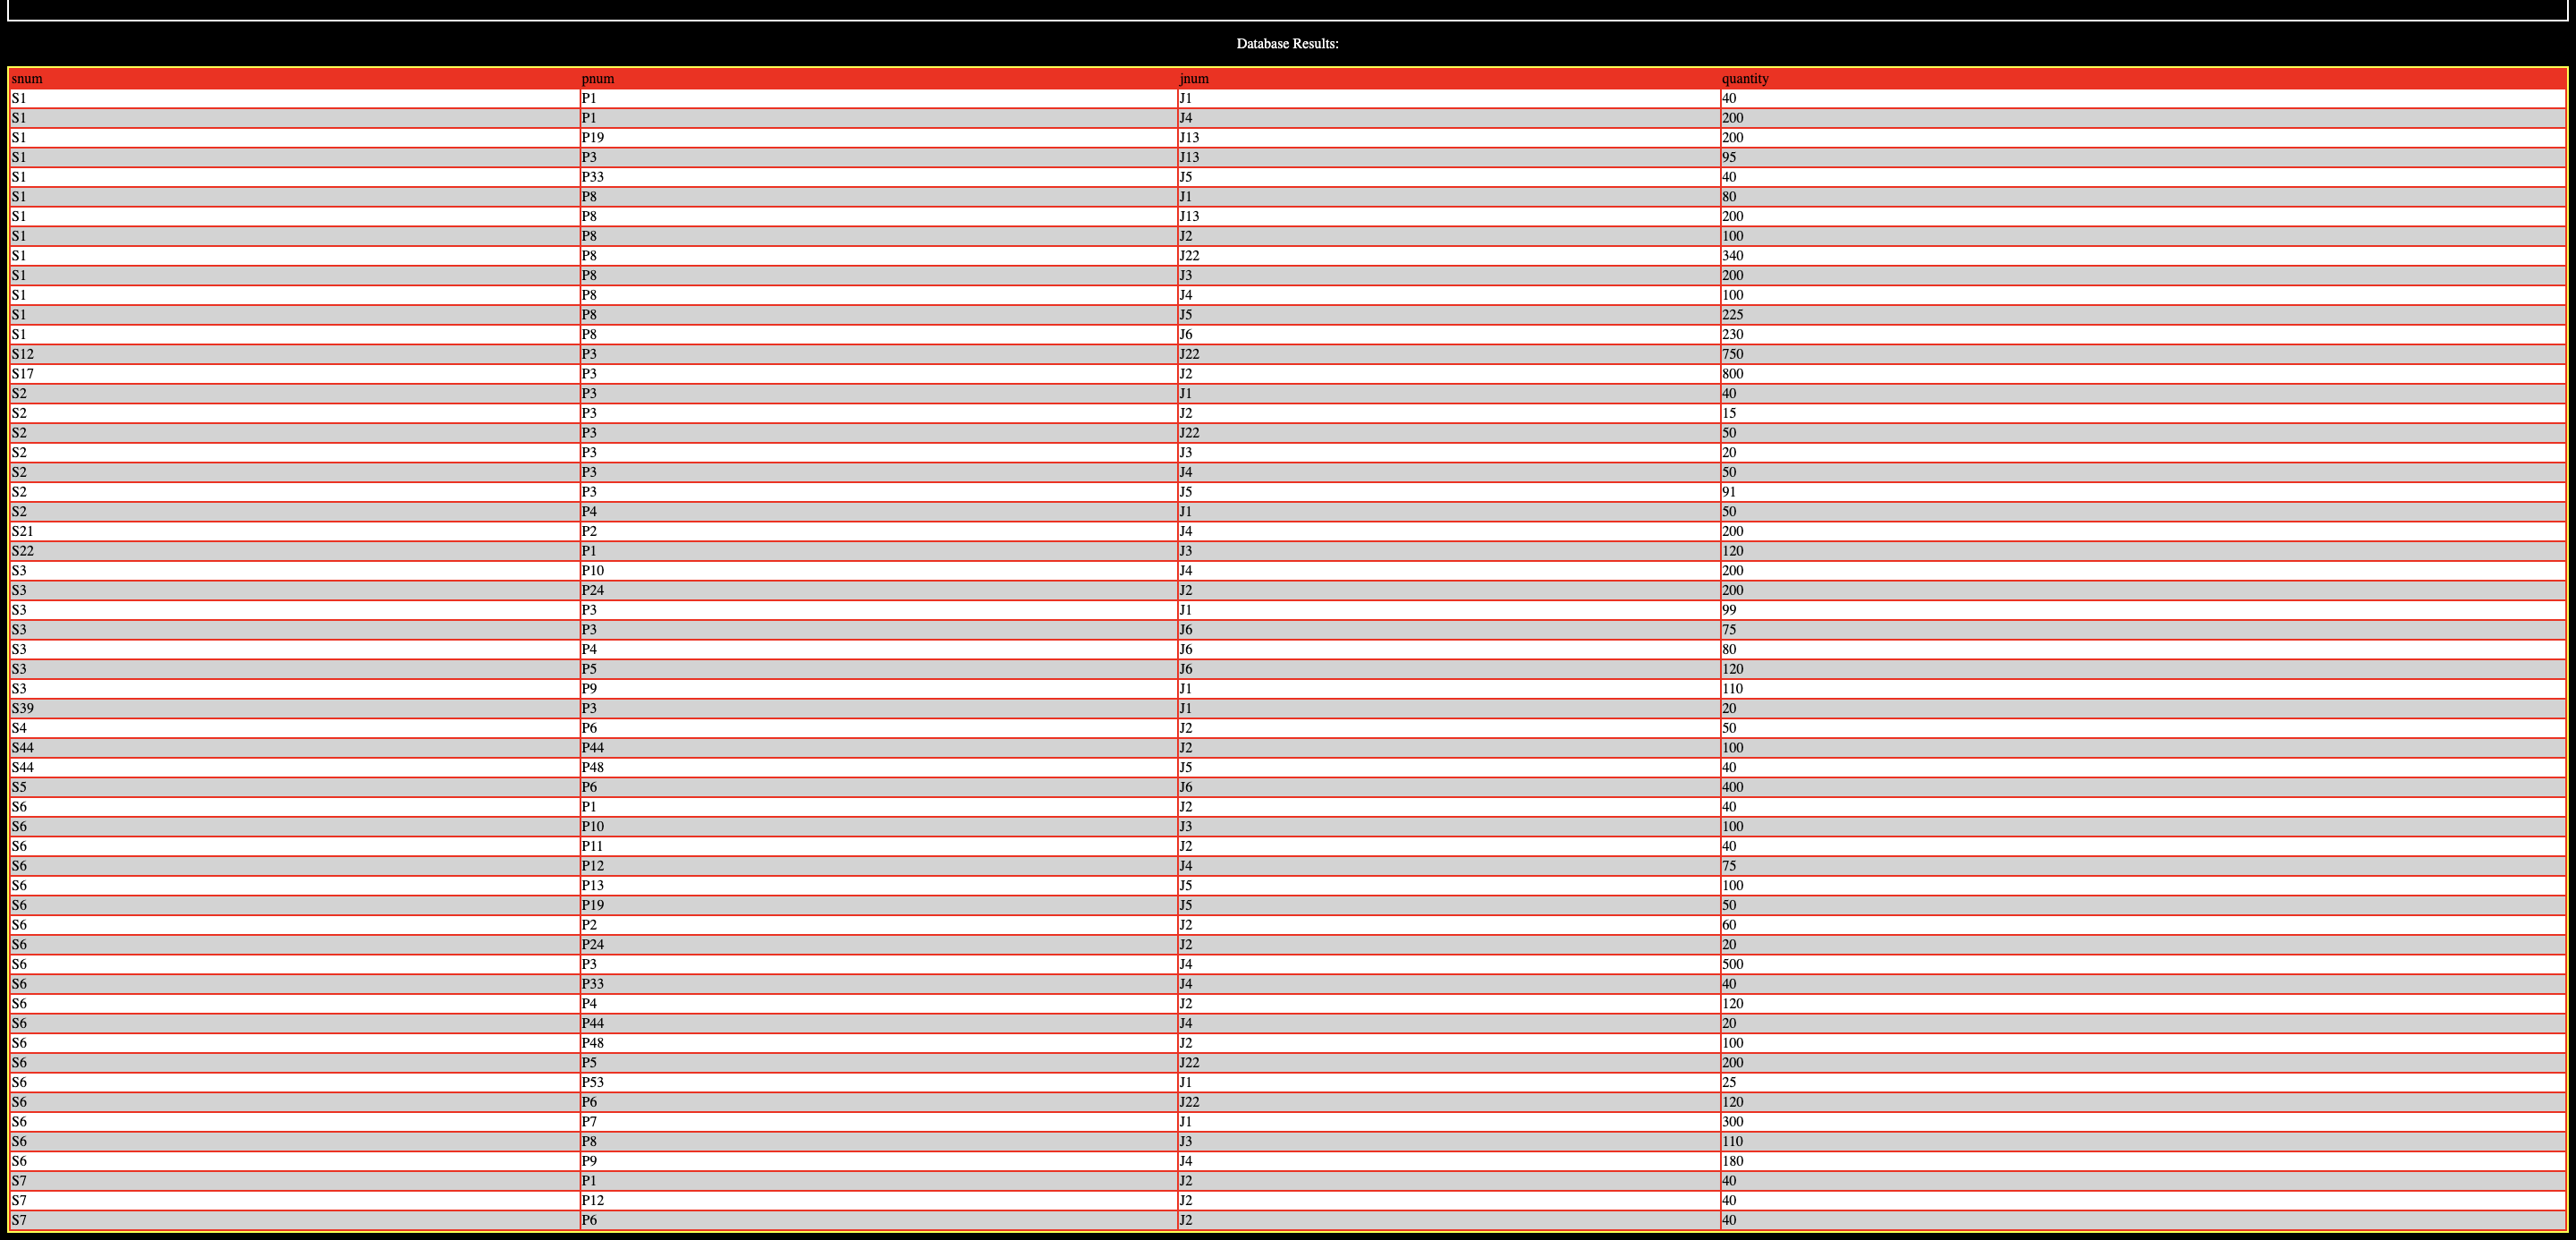 Database Results:
snum pnum jnum quantity
S1 P1 J1 40
S1 P1 J4 200
S1 P19 J13 200
S1 P3 J13 95
S1 P33 J5 40
S1 P8 J1 80
S1 P8 J13 200
S1 P8 J2 100
S1 P8 J22 340
S1 P8 J3 200
S1 P8 J4 100
S1 P8 J5 225
S1 P8 J6 230
S12 P3 J22 750
S17 P3 J2 800
S2 P3 J1 40
S2 P3 J2 15
S2 P3 J22 50
S2 P3 J3 20
S2 P3 J4 50
S2 P3 J5 91
S2 P4 J1 50
S21 P2 J4 200
S22 P1 J3 120
S3 P10 J4 200
S3 P24 J2 200
S3 P3 J1 99
S3 P3 J6 75
S3 P4 J6 80
S3 P5 J6 120
S3 P9 J1 110
S39 P3 J1 20
S4 P6 J2 50
S44 P44 J2 100
S44 P48 J5 40
S5 P6 J6 400
S6 P1 J2 40
S6 P10 J3 100
S6 P11 J2 40
S6 P12 J4 75
S6 P13 J5 100
S6 P19 J5 50
S6 P2 J2 60
S6 P24 J2 20
S6 P3 J4 500
S6 P33 J4 40
S6 P4 J2 120
S6 P44 J4 20
S6 P48 J2 100
S6 P5 J22 200
S6 P53 J1 25
S6 P6 J22 120
S6 P7 J1 300
S6 P8 J3 110
S6 P9 J4 180
S7 P1 J2 40
S7 P12 J2 40
S7 P6 J2 40